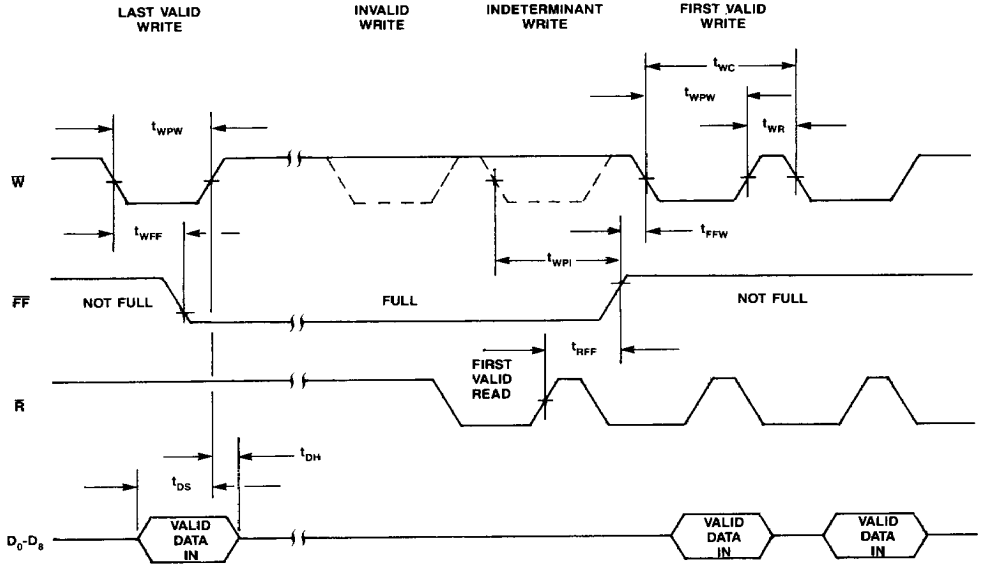 LAST VALID
WRITE
INVALID
WRITE
INDETERMINANT
WRITE
FIRST VALID
WRITE
tWC
tWPW
tWPW
tWR
W
tWFF
tFFW
tWPI
FF
NOT FULL
FULL
NOT FULL
tRFF
FIRST
VALID
READ
R
tDH
tDS
D0-D8
VALID
DATA
IN
VALID
DATA
IN
VALID
DATA
IN